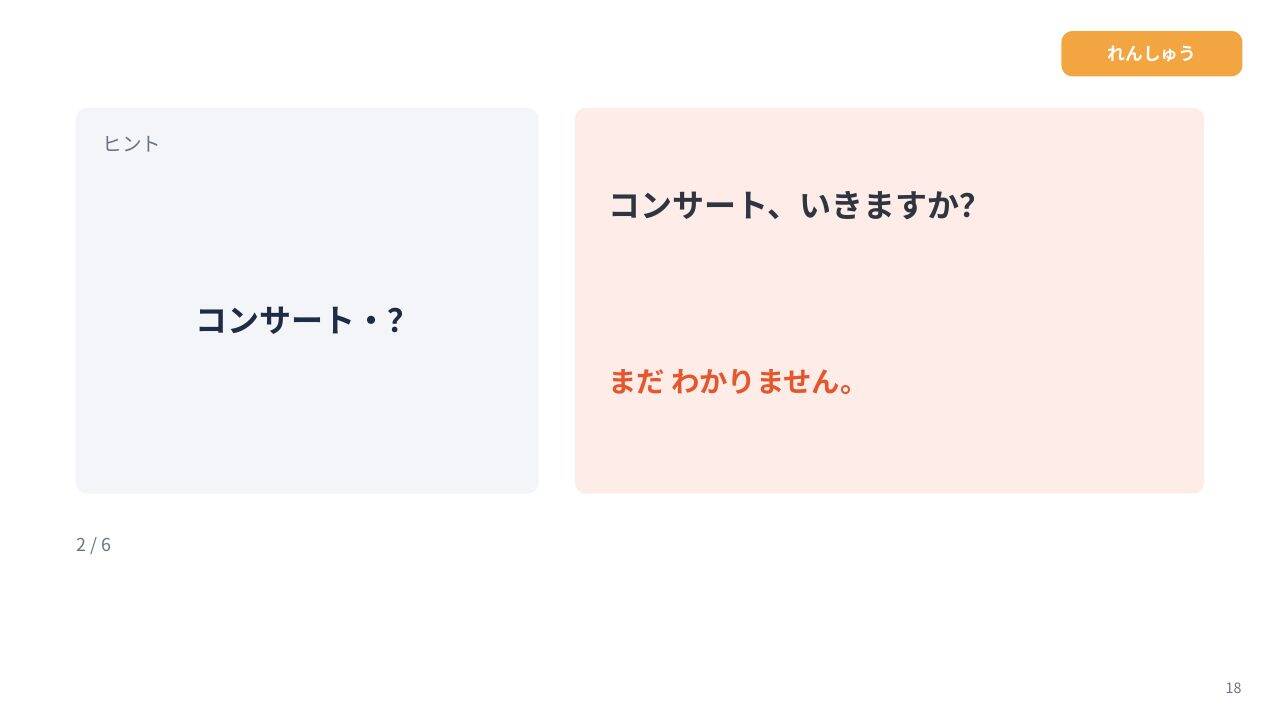 れんしゅう
ヒント
コンサート・?
コンサート、いきますか?
まだ わかりません。
2 / 6
18